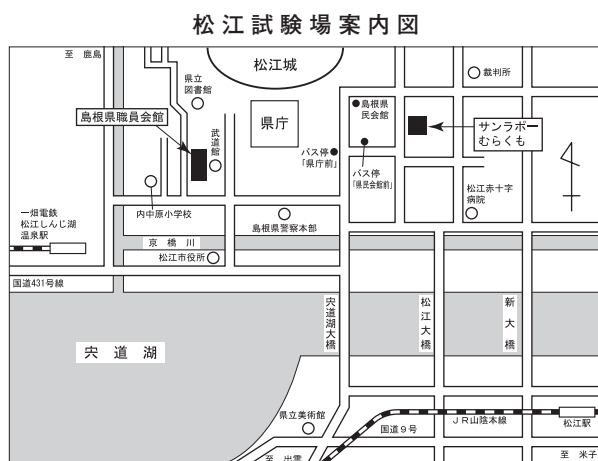 松江試験場案内図
至 鹿島
松江城
県立
図書館
島根県
民会館
裁判所
島根県職員会館
県庁
サンラポー
むらくも
武道館
バス停
「県庁前」
バス停
「県民会館前」
松江赤十字
病院
内中原小学校
一畑電鉄
松江しんじ湖
温泉駅
島根県警察本部
京橋川
松江市役所
国道431号線
宍道湖大橋
松江大橋
新大橋
宍道湖
県立美術館
国道9号
JR山陰本線
松江駅
至 出雲
至 米子